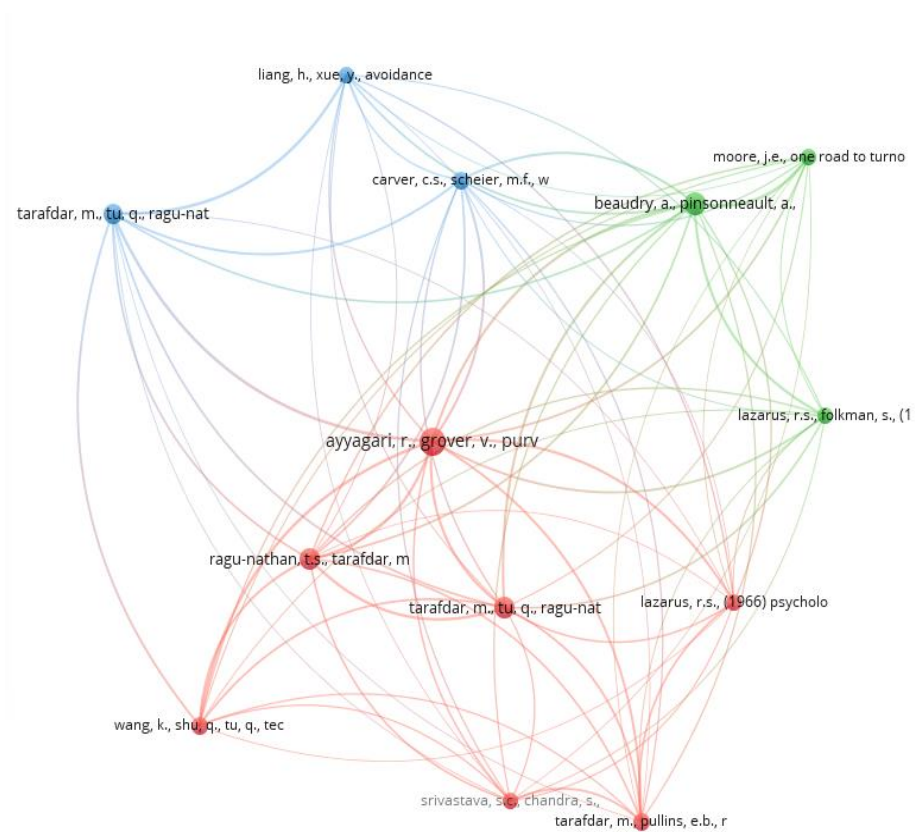 liang, h., xue, y., avoidance
moore, j.e., one road to turno
carver, c.s., scheier, m.f., w
beaudry, a., pinsonneault, a.,
tarafdar, m., tu, q., ragu-nat
lazarus, r.s., folkman, s., (1
ayyagari, r., grover, v., purv
ragu-nathan, t.s., tarafdar, m
tarafdar, m., tu, q., ragu-nat
lazarus, r.s., (1966) psycholo
wang, k., shu, q., tu, q., tec
srivastava, s.c., chandra, s.,
tarafdar, m., pullins, e.b., r